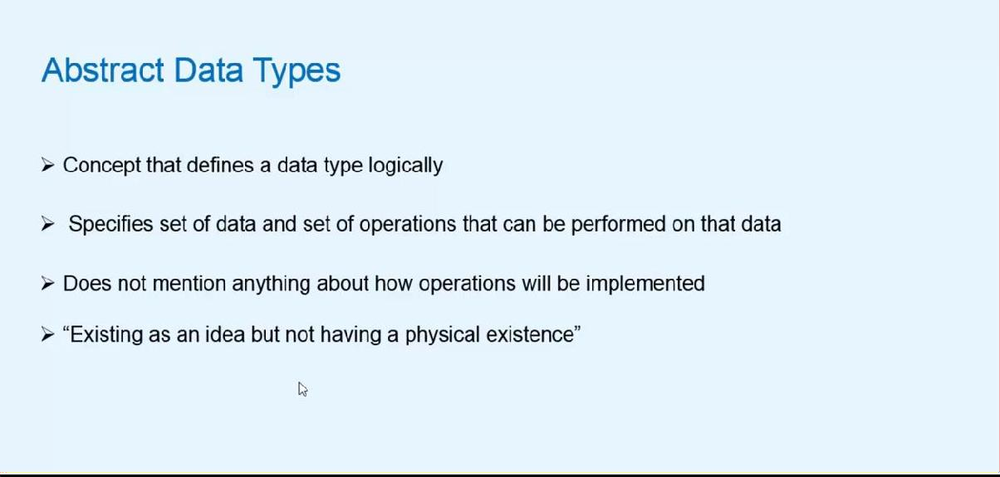 Abstract Data Types
➢ Concept that defines a data type logically
➢ Specifies set of data and set of operations that can be performed on that data
➢ Does not mention anything about how operations will be implemented
➢ “Existing as an idea but not having a physical existence”